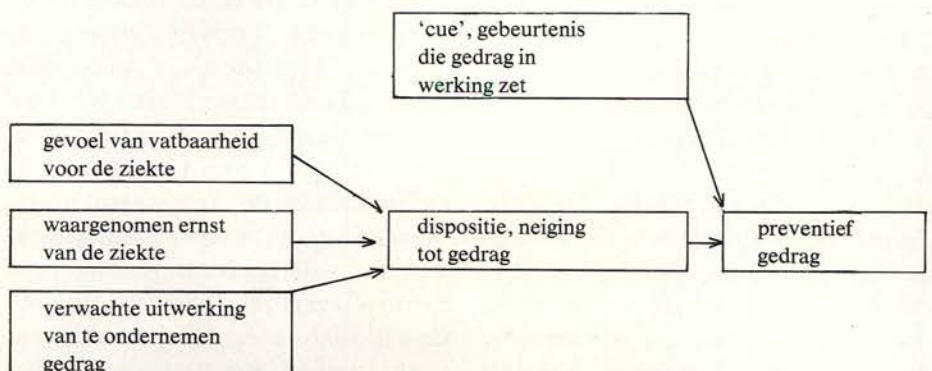 ‘cue’, gebeurtenis
die gedrag in
werking zet
gevoel van vatbaarheid
voor de ziekte
waargenomen ernst
van de ziekte
dispositie, neiging
tot gedrag
preventief
gedrag
verwachte uitwerking
van te ondernemen
gedrag